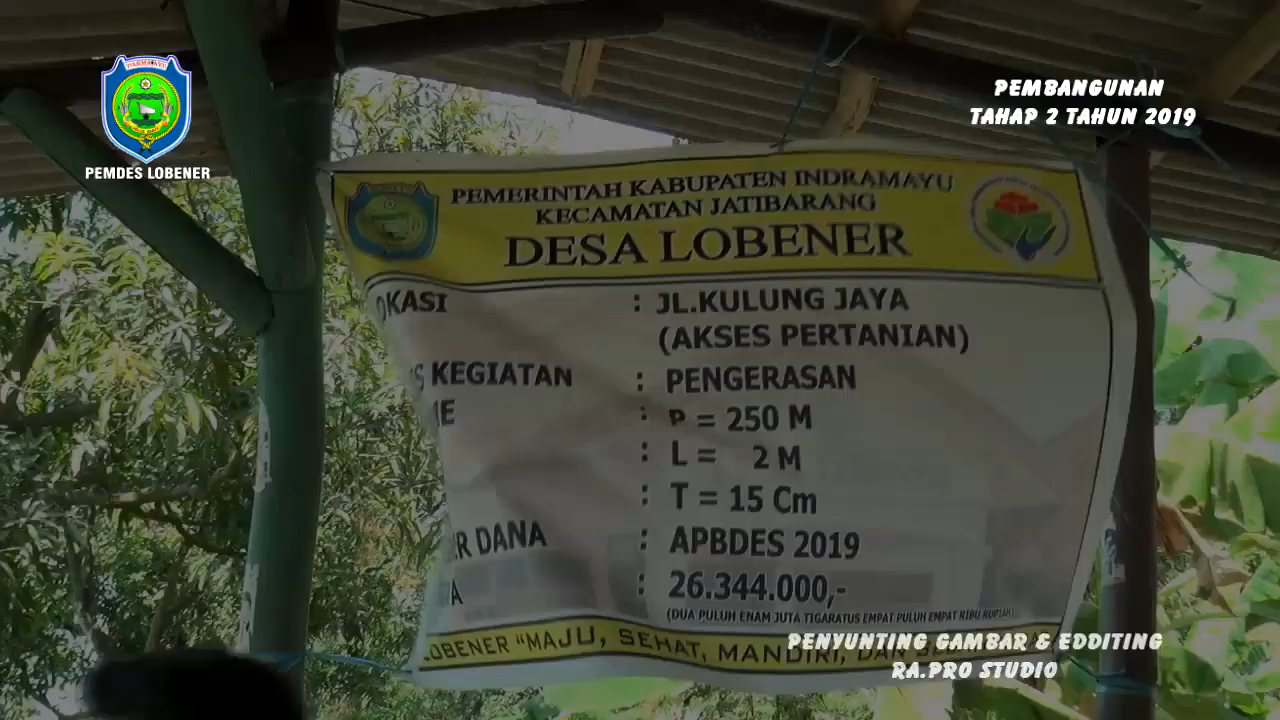 PEMDES LOBENER
PEMBANGUNAN
TAHAP 2 TAHUN 2019
PEMERINTAH KABUPATEN INDRAMAYU
KECAMATAN JATIBARANG
DESA LOBENER
OKASI : JL.KULUNG JAYA
(AKSES PERTANIAN)
S KEGIATAN : PENGERASAN
ME : P = 250 M
: L = 2 M
: T = 15 Cm
R DANA : APBDES 2019
A : 26.344.000,-
(DUA PULUH ENAM JUTA TIGARATUS EMPAT PULUH EMPAT RIBU RUPIAH)
LOBENER "MAJU, SEHAT, MANDIRI, DAN
PENYUNTING GAMBAR & EDDITING
RA.PRO STUDIO